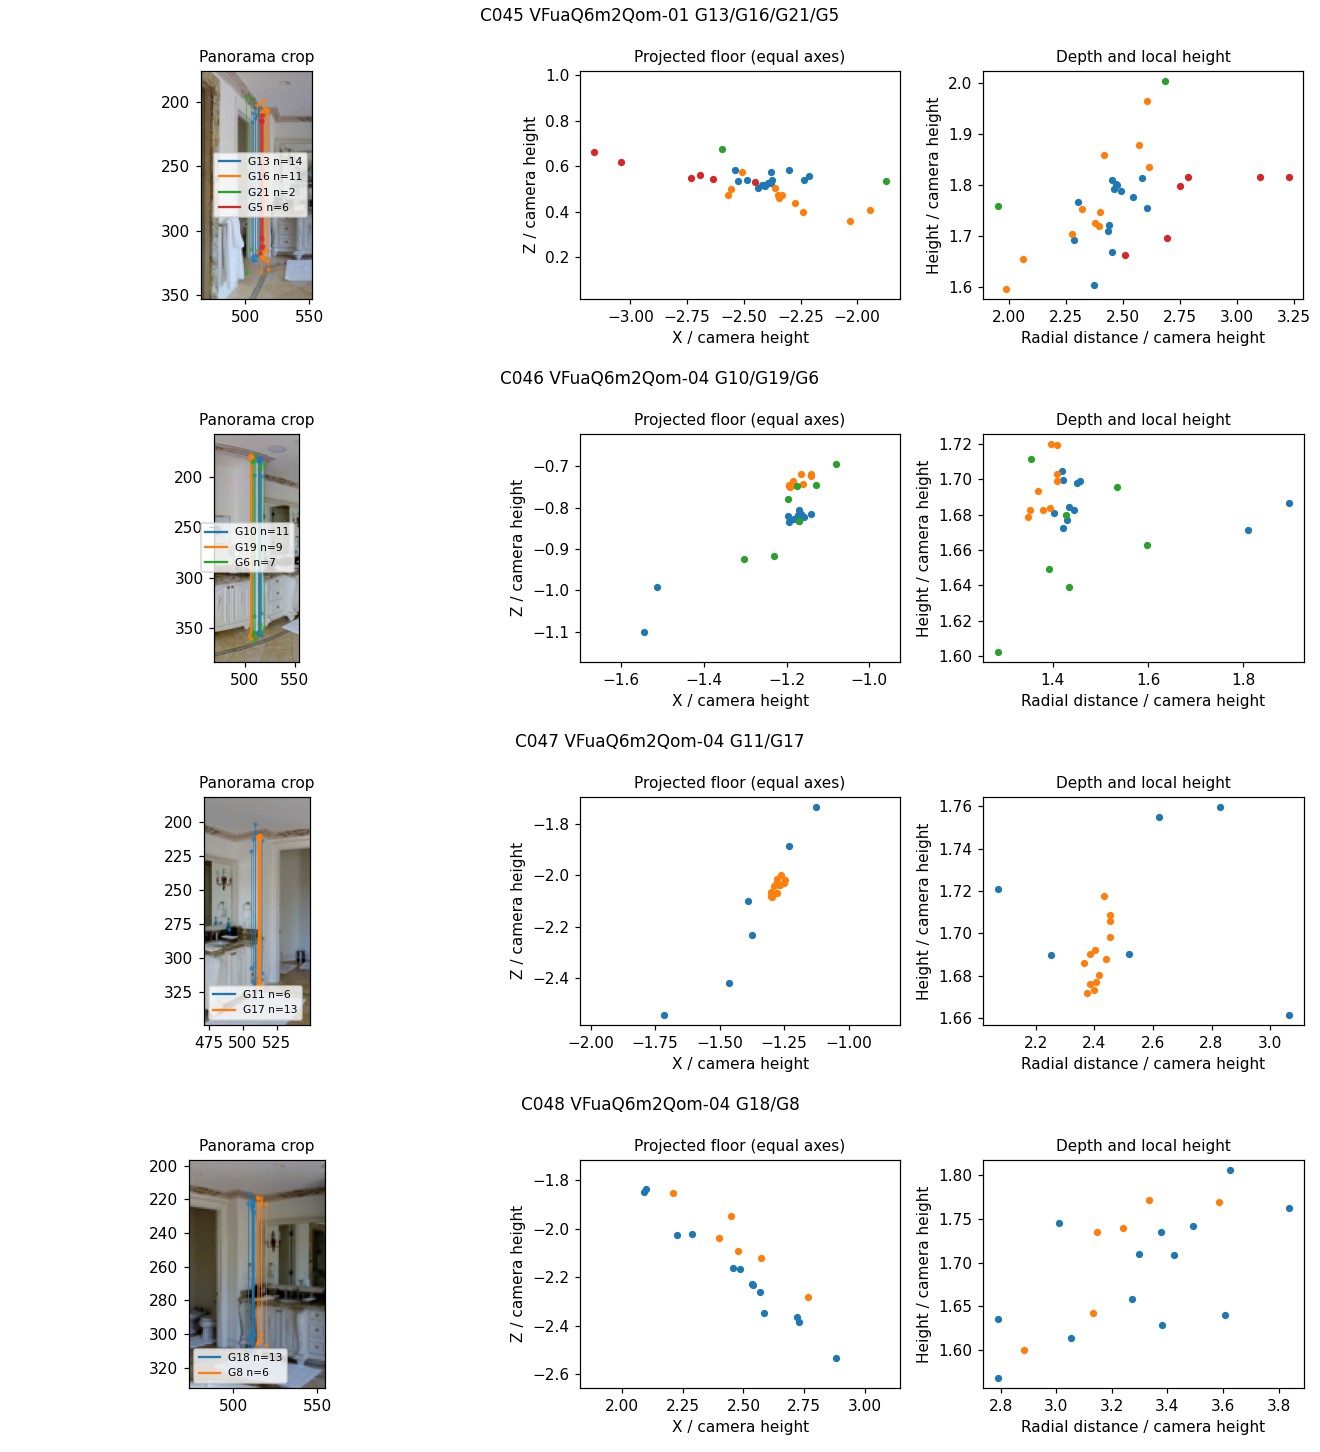 C045 VFuaQ6m2Qom-01 G13/G16/G21/G5
Panorama crop
200
250
300
350
500 550
G13 n=14
G16 n=11
G21 n=2
G5 n=6
Projected floor (equal axes)
Z / camera height
1.0
0.8
0.6
0.4
0.2
−3.00 −2.75 −2.50 −2.25 −2.00
X / camera height
Depth and local height
Height / camera height
2.0
1.9
1.8
1.7
1.6
2.00 2.25 2.50 2.75 3.00 3.25
Radial distance / camera height
C046 VFuaQ6m2Qom-04 G10/G19/G6
Panorama crop
200
250
300
350
500 550
G10 n=11
G19 n=9
G6 n=7
Projected floor (equal axes)
Z / camera height
−0.7
−0.8
−0.9
−1.0
−1.1
−1.6 −1.4 −1.2 −1.0
X / camera height
Depth and local height
Height / camera height
1.72
1.70
1.68
1.66
1.64
1.62
1.60
1.4 1.6 1.8
Radial distance / camera height
C047 VFuaQ6m2Qom-04 G11/G17
Panorama crop
200
225
250
275
300
325
475 500 525
G11 n=6
G17 n=13
Projected floor (equal axes)
Z / camera height
−1.8
−2.0
−2.2
−2.4
−2.00 −1.75 −1.50 −1.25 −1.00
X / camera height
Depth and local height
Height / camera height
1.76
1.74
1.72
1.70
1.68
1.66
2.2 2.4 2.6 2.8 3.0
Radial distance / camera height
C048 VFuaQ6m2Qom-04 G18/G8
Panorama crop
200
220
240
260
280
300
320
500 550
G18 n=13
G8 n=6
Projected floor (equal axes)
Z / camera height
−1.8
−2.0
−2.2
−2.4
−2.6
2.00 2.25 2.50 2.75 3.00
X / camera height
Depth and local height
Height / camera height
1.80
1.75
1.70
1.65
1.60
2.8 3.0 3.2 3.4 3.6 3.8
Radial distance / camera height